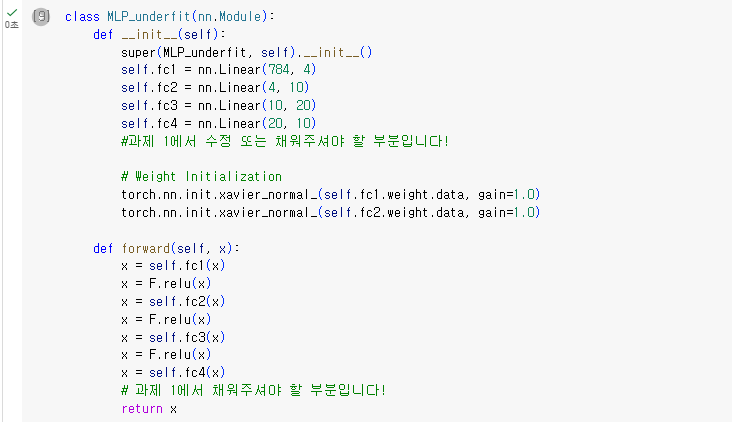 [9]
0초
class MLP_underfit(nn.Module):
def __init__(self):
super(MLP_underfit, self).__init__()
self.fc1 = nn.Linear(784, 4)
self.fc2 = nn.Linear(4, 10)
self.fc3 = nn.Linear(10, 20)
self.fc4 = nn.Linear(20, 10)
#과제 1에서 수정 또는 채워주셔야 할 부분입니다!
# Weight Initialization
torch.nn.init.xavier_normal_(self.fc1.weight.data, gain=1.0)
torch.nn.init.xavier_normal_(self.fc2.weight.data, gain=1.0)
def forward(self, x):
x = self.fc1(x)
x = F.relu(x)
x = self.fc2(x)
x = F.relu(x)
x = self.fc3(x)
x = F.relu(x)
x = self.fc4(x)
# 과제 1에서 채워주셔야 할 부분입니다!
return x